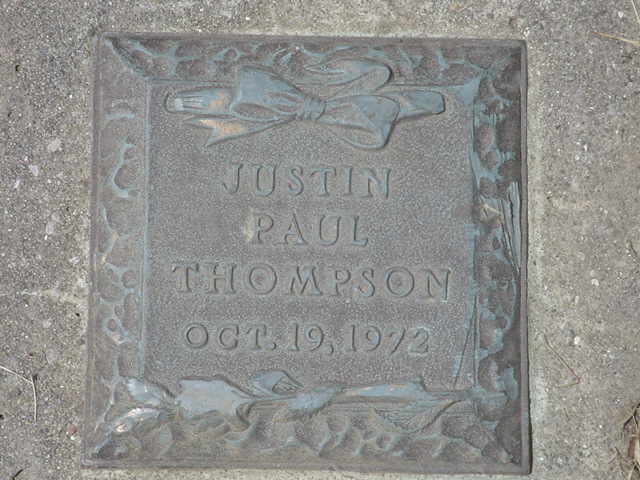 JUSTIN
PAUL
THOMPSON
OCT. 19, 1972